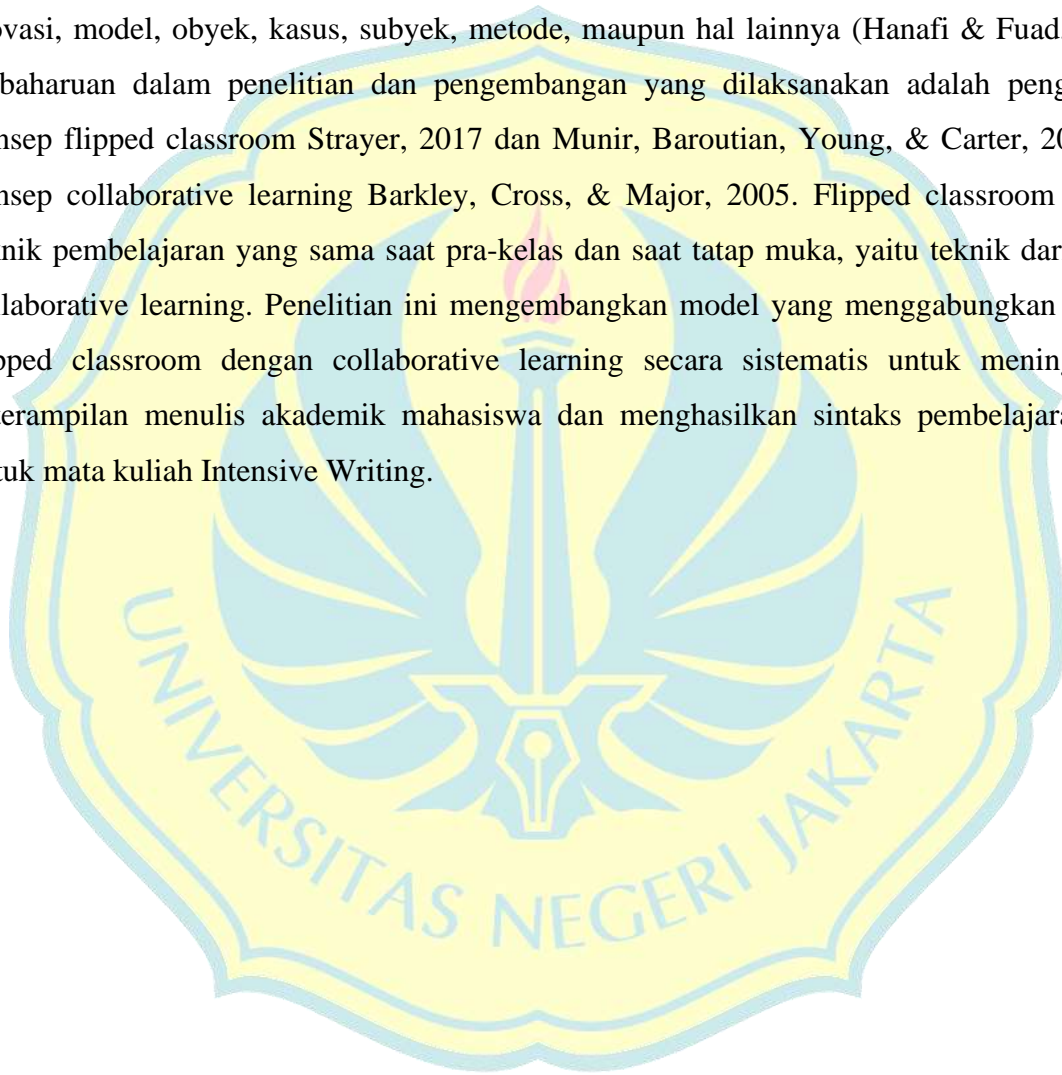 ovasi, model, obyek, kasus, subyek, metode, maupun hal lainnya (Hanafi & Fuad,
baharuan dalam penelitian dan pengembangan yang dilaksanakan adalah peng
nsep flipped classroom Strayer, 2017 dan Munir, Baroutian, Young, & Carter, 20
nsep collaborative learning Barkley, Cross, & Major, 2005. Flipped classroom
nik pembelajaran yang sama saat pra-kelas dan saat tatap muka, yaitu teknik dar
llaborative learning. Penelitian ini mengembangkan model yang menggabungkan
pped classroom dengan collaborative learning secara sistematis untuk mening
terampilan menulis akademik mahasiswa dan menghasilkan sintaks pembelajara
tuk mata kuliah Intensive Writing.
UNIVERSITAS NEGERI JAKARTA